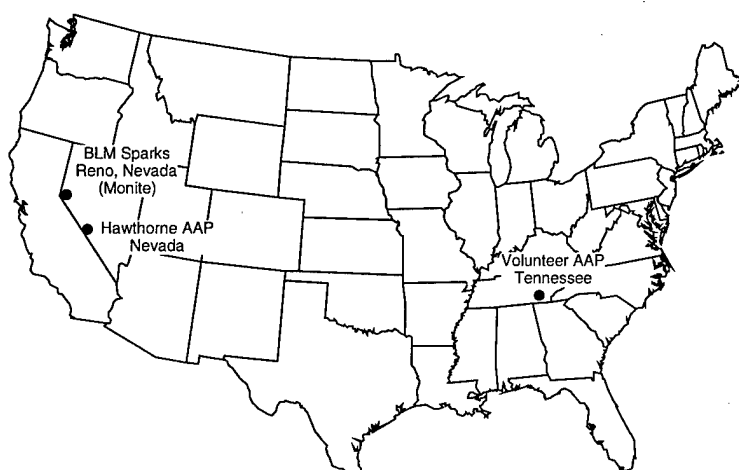 BLM Sparks
Reno, Nevada
(Monite)
Hawthorne AAP
Nevada
Volunteer AAP
Tennessee